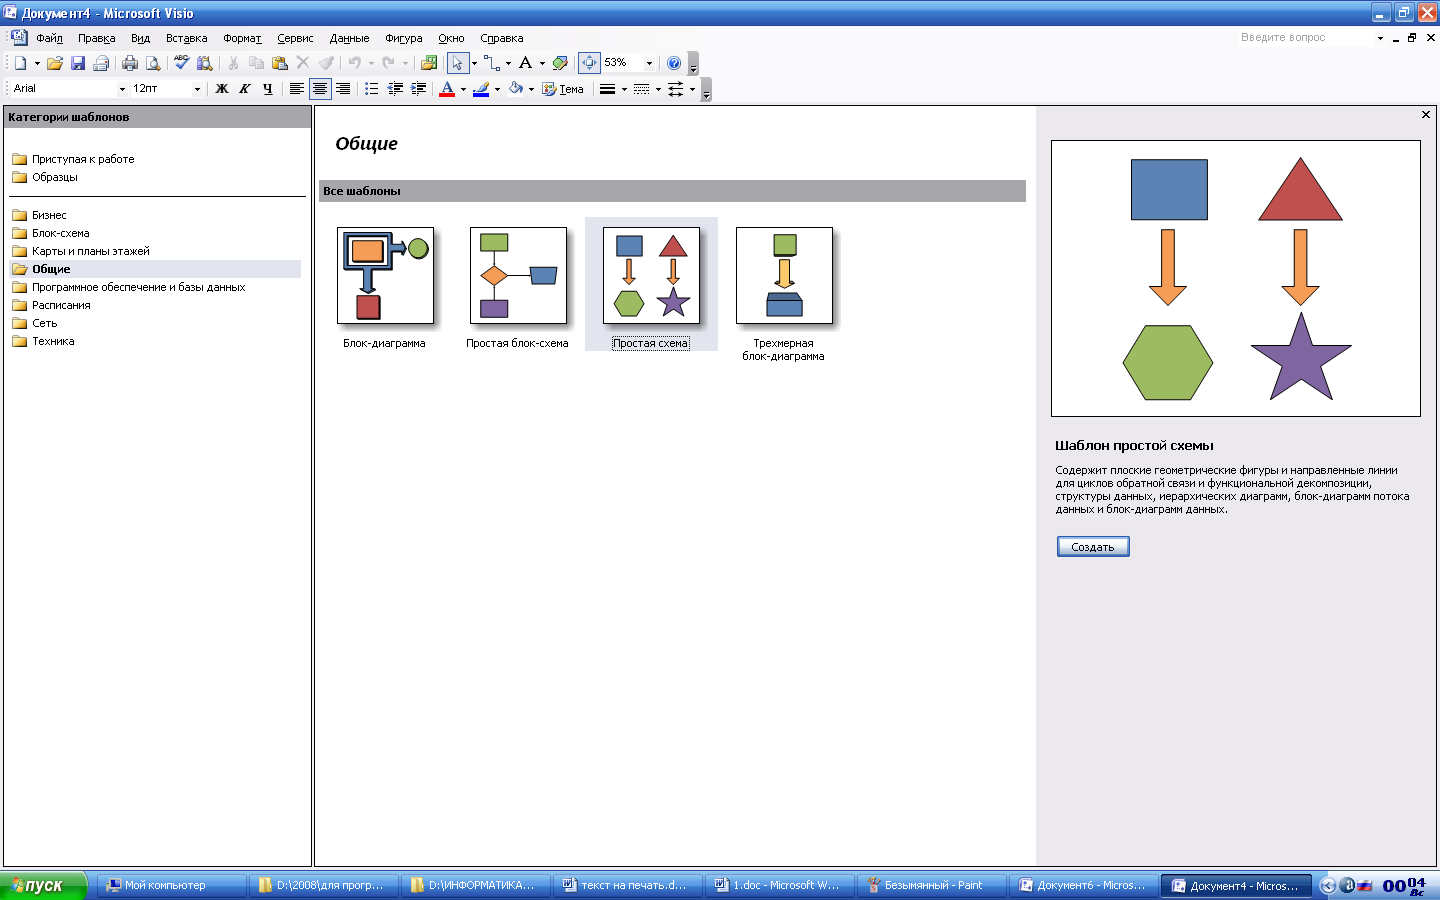 Документ4 - Microsoft Visio
Файл Правка Вид Вставка Формат Сервис Данные Фигура Окно Справка
Введите вопрос
53%
Arial 12пт Ж К Ч Тема
Категории шаблонов
Приступая к работе
Образцы
Бизнес
Блок-схема
Карты и планы этажей
Общие
Программное обеспечение и базы данных
Расписания
Сеть
Техника
Общие
Все шаблоны
Блок-диаграмма
Простая блок-схема
Простая схема
Трехмерная
блок-диаграмма
Шаблон простой схемы
Содержит плоские геометрические фигуры и направленные линии
для циклов обратной связи и функциональной декомпозиции,
структуры данных, иерархических диаграмм, блок-диаграмм потока
данных и блок-диаграмм данных.
Создать
пуск
Мой компьютер
D:\2008\для прогр...
D:\ИНФОРМАТИКА...
текст на печать.d...
1.doc - Microsoft W...
Безымянный - Paint
Документ6 - Micros...
Документ4 - Micros...
00 04
Вс